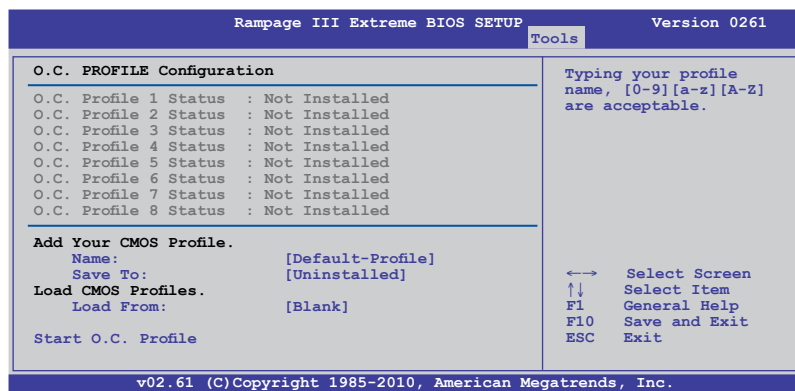 Rampage III Extreme BIOS SETUP Version 0261
Tools
O.C. PROFILE Configuration
O.C. Profile 1 Status : Not Installed
O.C. Profile 2 Status : Not Installed
O.C. Profile 3 Status : Not Installed
O.C. Profile 4 Status : Not Installed
O.C. Profile 5 Status : Not Installed
O.C. Profile 6 Status : Not Installed
O.C. Profile 7 Status : Not Installed
O.C. Profile 8 Status : Not Installed
Add Your CMOS Profile.
Name: [Default-Profile]
Save To: [Uninstalled]
Load CMOS Profiles.
Load From: [Blank]
Start O.C. Profile
Typing your profile
name, [0-9][a-z][A-Z]
are acceptable.
←→ Select Screen
↑↓ Select Item
F1 General Help
F10 Save and Exit
ESC Exit
v02.61 (C)Copyright 1985-2010, American Megatrends, Inc.